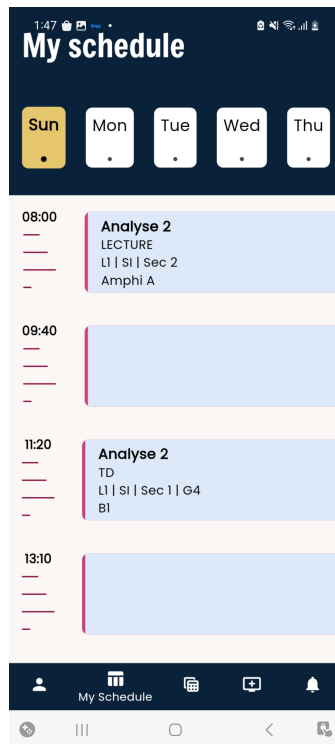 1:47
My schedule
Sun Mon Tue Wed Thu
08:00
Analyse 2
LECTURE
L1 | SI | Sec 2
Amphi A
09:40
11:20
Analyse 2
TD
L1 | SI | Sec 1 | G4
B1
13:10
My Schedule